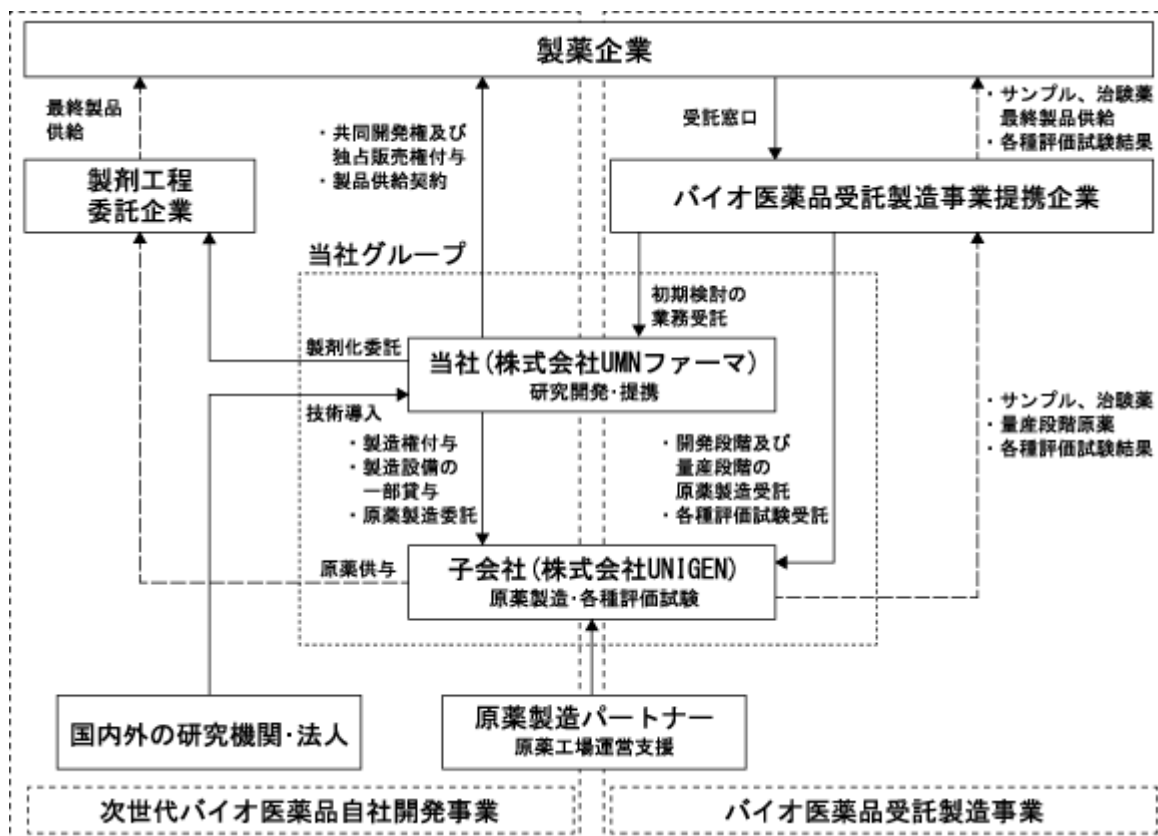 製薬企業
最終製品
供給
・共同開発権及び
独占販売権付与
・製品供給契約
受託窓口
・サンプル、治験薬
最終製品供給
・各種評価試験結果
製剤工程
委託企業
バイオ医薬品受託製造事業提携企業
当社グループ
初期検討の
業務受託
製剤化委託
当社(株式会社UMNファーマ)
研究開発・提携
技術導入
・製造権付与
・製造設備の
一部貸与
・原薬製造委託
・開発段階及び
量産段階の
原薬製造受託
・各種評価試験受託
・サンプル、治験薬
・量産段階原薬
・各種評価試験結果
原薬供与
子会社(株式会社UNIGEN)
原薬製造・各種評価試験
国内外の研究機関・法人
原薬製造パートナー
原薬工場運営支援
次世代バイオ医薬品自社開発事業
バイオ医薬品受託製造事業